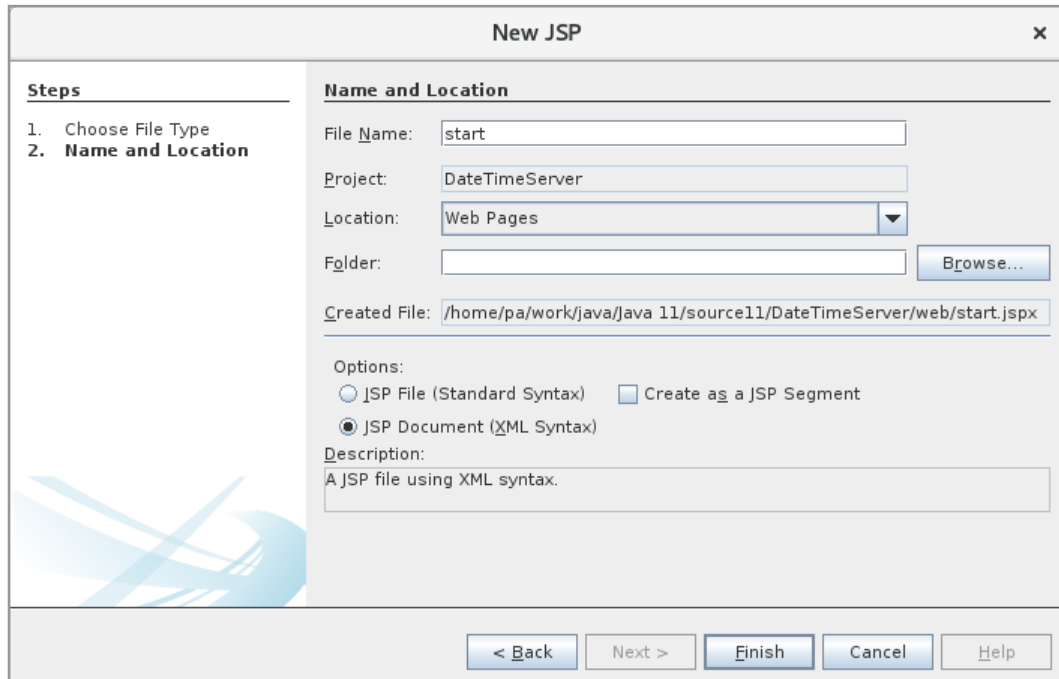 New JSP
Steps
1. Choose File Type
2. Name and Location
Name and Location
File Name: start
Project: DateTimeServer
Location: Web Pages
Folder: Browse...
Created File: /home/pa/work/java/Java 11/source11/DateTimeServer/web/start.jspx
Options:
JSP File (Standard Syntax) Create as a JSP Segment
JSP Document (XML Syntax)
Description:
A JSP file using XML syntax.
< Back Next > Finish Cancel Help